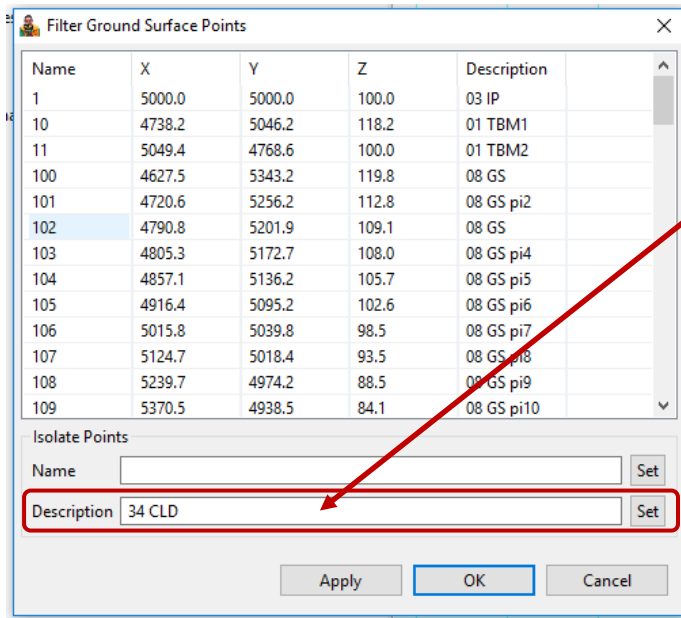 Filter Ground Surface Points
Name X Y Z Description
1 5000.0 5000.0 100.0 03 IP
10 4738.2 5046.2 118.2 01 TBM1
11 5049.4 4768.6 100.0 01 TBM2
100 4627.5 5343.2 119.8 08 GS
101 4720.6 5256.2 112.8 08 GS pi2
102 4790.8 5201.9 109.1 08 GS
103 4805.3 5172.7 108.0 08 GS pi4
104 4857.1 5136.2 105.7 08 GS pi5
105 4916.4 5095.2 102.6 08 GS pi6
106 5015.8 5039.8 98.5 08 GS pi7
107 5124.7 5018.4 93.5 08 GS pi8
108 5239.7 4974.2 88.5 08 GS pi9
109 5370.5 4938.5 84.1 08 GS pi10
Isolate Points
Name Set
Description 34 CLD Set
Apply OK Cancel